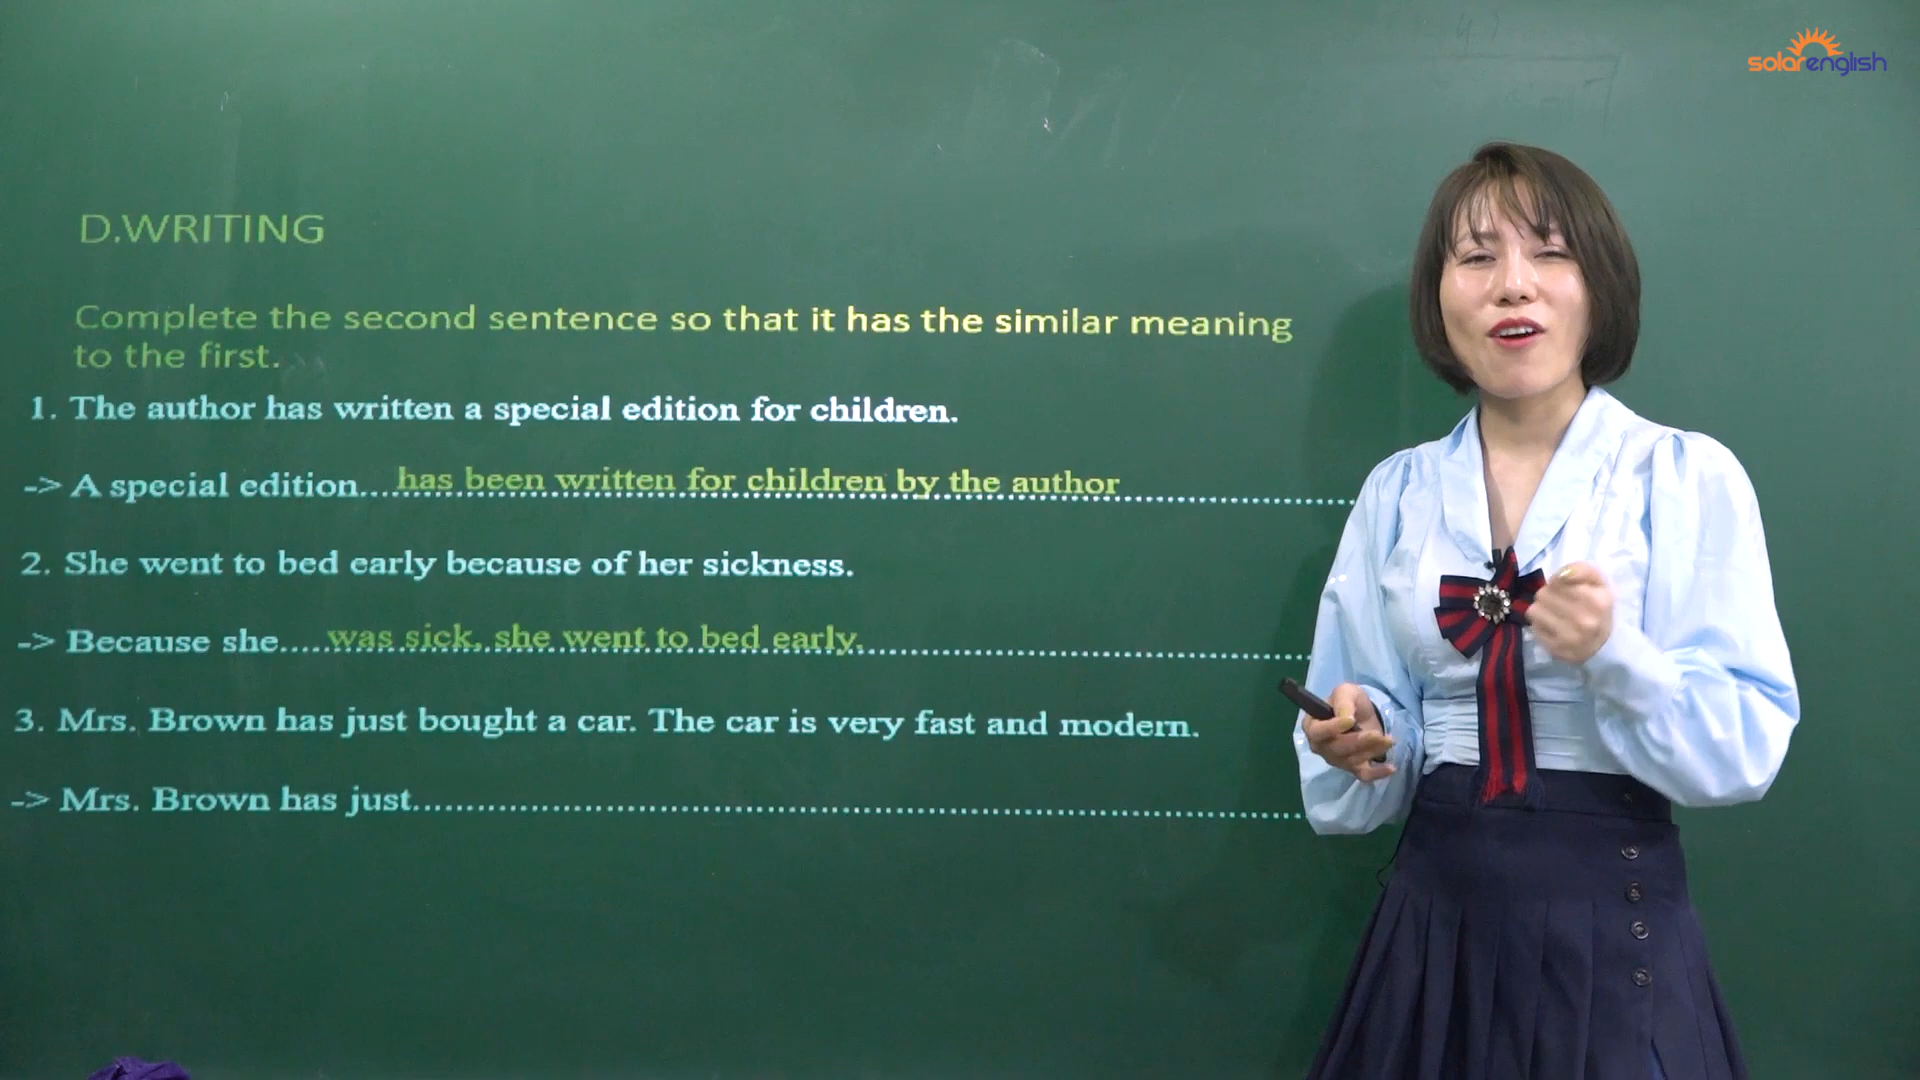 solarenglish
D.WRITING
Complete the second sentence so that it has the similar meaning
to the first.
1. The author has written a special edition for children.
-> A special edition....has been written for children by the author..............................
2. She went to bed early because of her sickness.
-> Because she.....was sick, she went to bed early...............................................
3. Mrs. Brown has just bought a car. The car is very fast and modern.
-> Mrs. Brown has just..........................................................................................